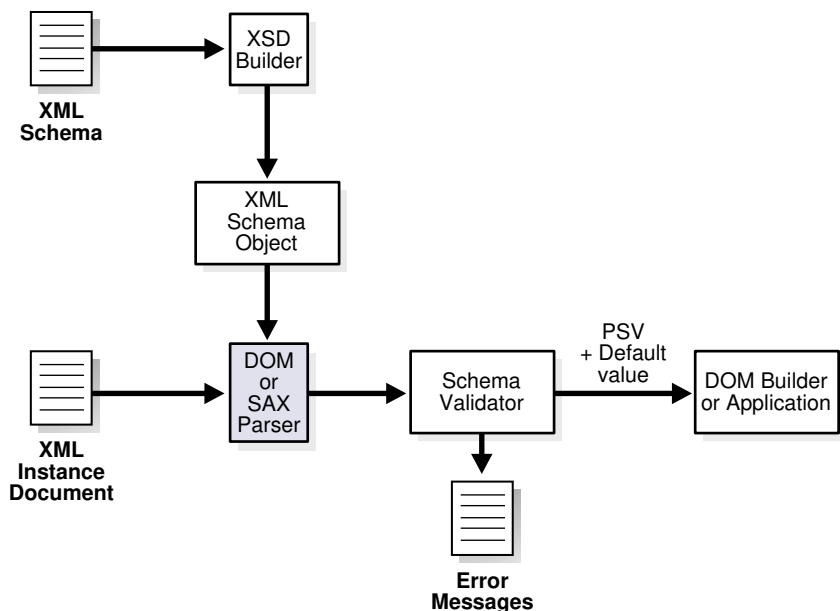 XSD
Builder
XML
Schema
XML
Schema
Object
DOM
or
SAX
Parser
Schema
Validator
PSV
+ Default
value
DOM Builder
or Application
XML
Instance
Document
Error
Messages